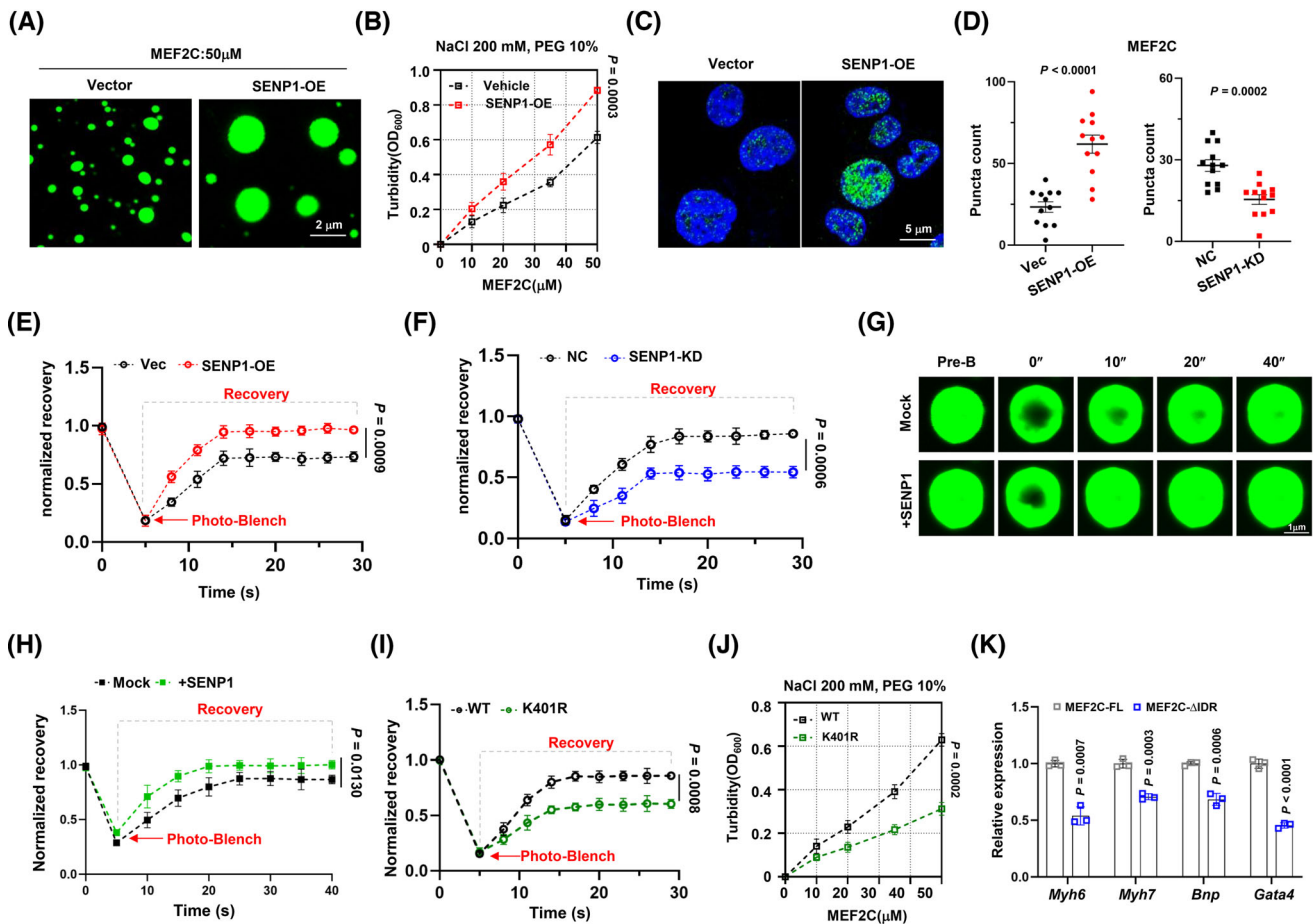 (A)
MEF2C:50μM
Vector
SENP1-OE
2 μm
(B)
NaCl 200 mM, PEG 10%
Vehicle
SENP1-OE
P = 0.0003
Turbidity(OD600)
1.0
0.8
0.6
0.4
0.2
0
0 10 20 30 40 50
MEF2C(μM)
(C)
Vector
SENP1-OE
5 μm
(D)
MEF2C
P < 0.0001
Puncta count
100
50
0
Vec
SENP1-OE
P = 0.0002
Puncta count
60
30
0
NC
SENP1-KD
(E)
Vec
SENP1-OE
Recovery
P = 0.0009
normalized recovery
1.5
1.0
0.5
0.0
Photo-Blench
0 10 20 30
Time (s)
(F)
NC
SENP1-KD
Recovery
P = 0.0006
normalized recovery
1.5
1.0
0.5
0.0
Photo-Blench
0 10 20 30
Time (s)
(G)
Pre-B 0″ 10″ 20″ 40″
Mock
+SENP1
1μm
(H)
Mock
+SENP1
Recovery
P = 0.0130
Normalized recovery
1.5
1.0
0.5
0.0
Photo-Blench
0 10 20 30 40
Time (s)
(I)
WT
K401R
Recovery
P = 0.0008
Normalized recovery
1.5
1.0
0.5
0.0
Photo-Blench
0 10 20 30
Time (s)
(J)
NaCl 200 mM, PEG 10%
WT
K401R
P = 0.0002
Turbidity(OD600)
0.8
0.6
0.4
0.2
0
0 10 20 30 40 50
MEF2C(μM)
(K)
MEF2C-FL
MEF2C-ΔIDR
Relative expression
1.5
1.0
0.5
0.0
P = 0.0007
P = 0.0003
P = 0.0006
P < 0.0001
Myh6 Myh7 Bnp Gata4